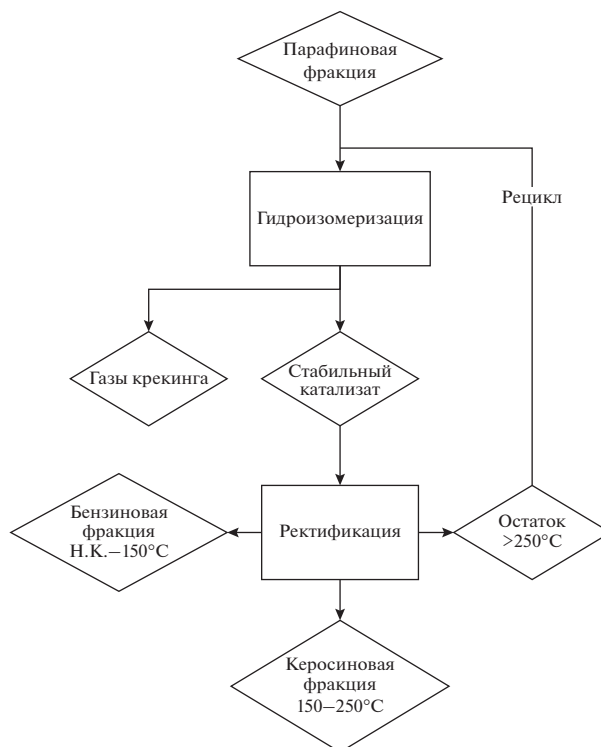 Парафиновая
фракция
Рецикл
Гидроизомеризация
Газы крекинга
Стабильный
катализат
Бензиновая
фракция
Н.К.–150°C
Ректификация
Остаток
>250°C
Керосиновая
фракция
150–250°C